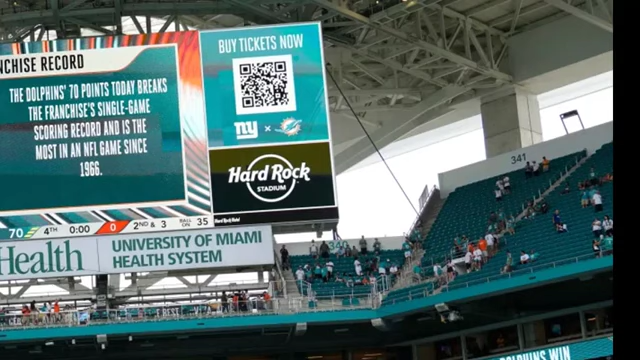 NCHISE RECORD
THE DOLPHINS' 70 POINTS TODAY BREAKS
THE FRANCHISE'S SINGLE-GAME
SCORING RECORD AND IS THE
MOST IN AN NFL GAME SINCE
1966.
BUY TICKETS NOW
ny X
Hard Rock
STADIUM
70 4TH 0:00 0 2ND & 3 BALL ON 35
Health UNIVERSITY OF MIAMI
HEALTH SYSTEM
341
DOLPHINS WIN